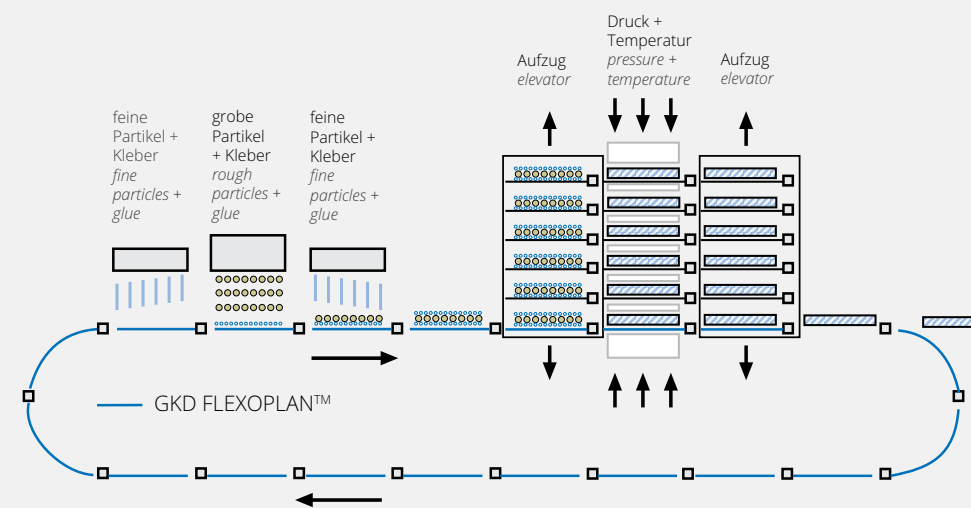 feine
Partikel +
Kleber
fine
particles +
glue
grobe
Partikel
+ Kleber
rough
particles +
glue
feine
Partikel +
Kleber
fine
particles +
glue
Aufzug
elevator
Druck +
Temperatur
pressure +
temperature
Aufzug
elevator
GKD FLEXOPLAN™